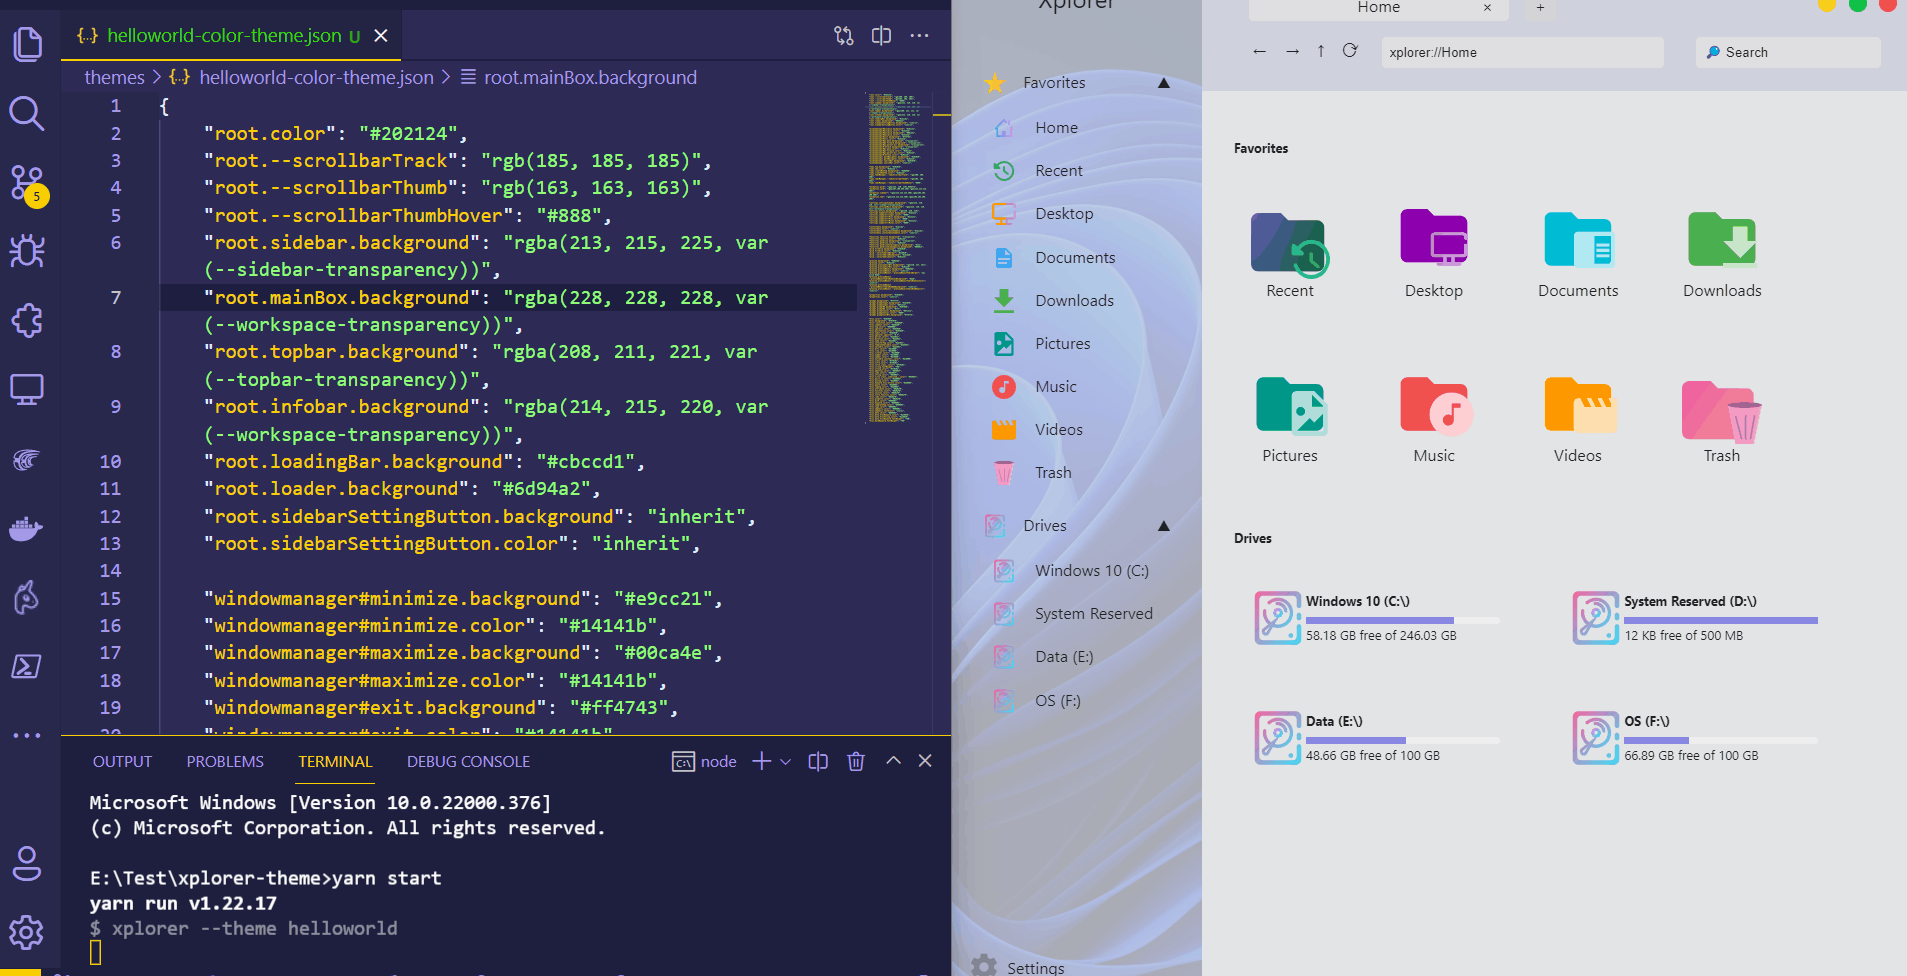 {..} helloworld-color-theme.json U
themes > {..} helloworld-color-theme.json > root.mainBox.background
1 {
2 "root.color": "#202124",
3 "root.--scrollbarTrack": "rgb(185, 185, 185)",
4 "root.--scrollbarThumb": "rgb(163, 163, 163)",
5 "root.--scrollbarThumbHover": "#888",
6 "root.sidebar.background": "rgba(213, 215, 225, var
(--sidebar-transparency))",
7 "root.mainBox.background": "rgba(228, 228, 228, var
(--workspace-transparency))",
8 "root.topbar.background": "rgba(208, 211, 221, var
(--topbar-transparency))",
9 "root.infobar.background": "rgba(214, 215, 220, var
(--workspace-transparency))",
10 "root.loadingBar.background": "#cbccd1",
11 "root.loader.background": "#6d94a2",
12 "root.sidebarSettingButton.background": "inherit",
13 "root.sidebarSettingButton.color": "inherit",
14
15 "windowmanager#minimize.background": "#e9cc21",
16 "windowmanager#minimize.color": "#14141b",
17 "windowmanager#maximize.background": "#00ca4e",
18 "windowmanager#maximize.color": "#14141b",
19 "windowmanager#exit.background": "#ff4743",
20 "windowmanager#exit.color": "#14141b"
5
OUTPUT PROBLEMS TERMINAL DEBUG CONSOLE node
Microsoft Windows [Version 10.0.22000.376]
(c) Microsoft Corporation. All rights reserved.
E:\Test\xplorer-theme>yarn start
yarn run v1.22.17
$ xplorer --theme helloworld
Xplorer
Favorites
Home
Recent
Desktop
Documents
Downloads
Pictures
Music
Videos
Trash
Drives
Windows 10 (C:)
System Reserved
Data (E:)
OS (F:)
Settings
Home × +
xplorer://Home
Search
Favorites
Recent Desktop Documents Downloads
Pictures Music Videos Trash
Drives
Windows 10 (C:\)
58.18 GB free of 246.03 GB
System Reserved (D:\)
12 KB free of 500 MB
Data (E:\)
48.66 GB free of 100 GB
OS (F:\)
66.89 GB free of 100 GB